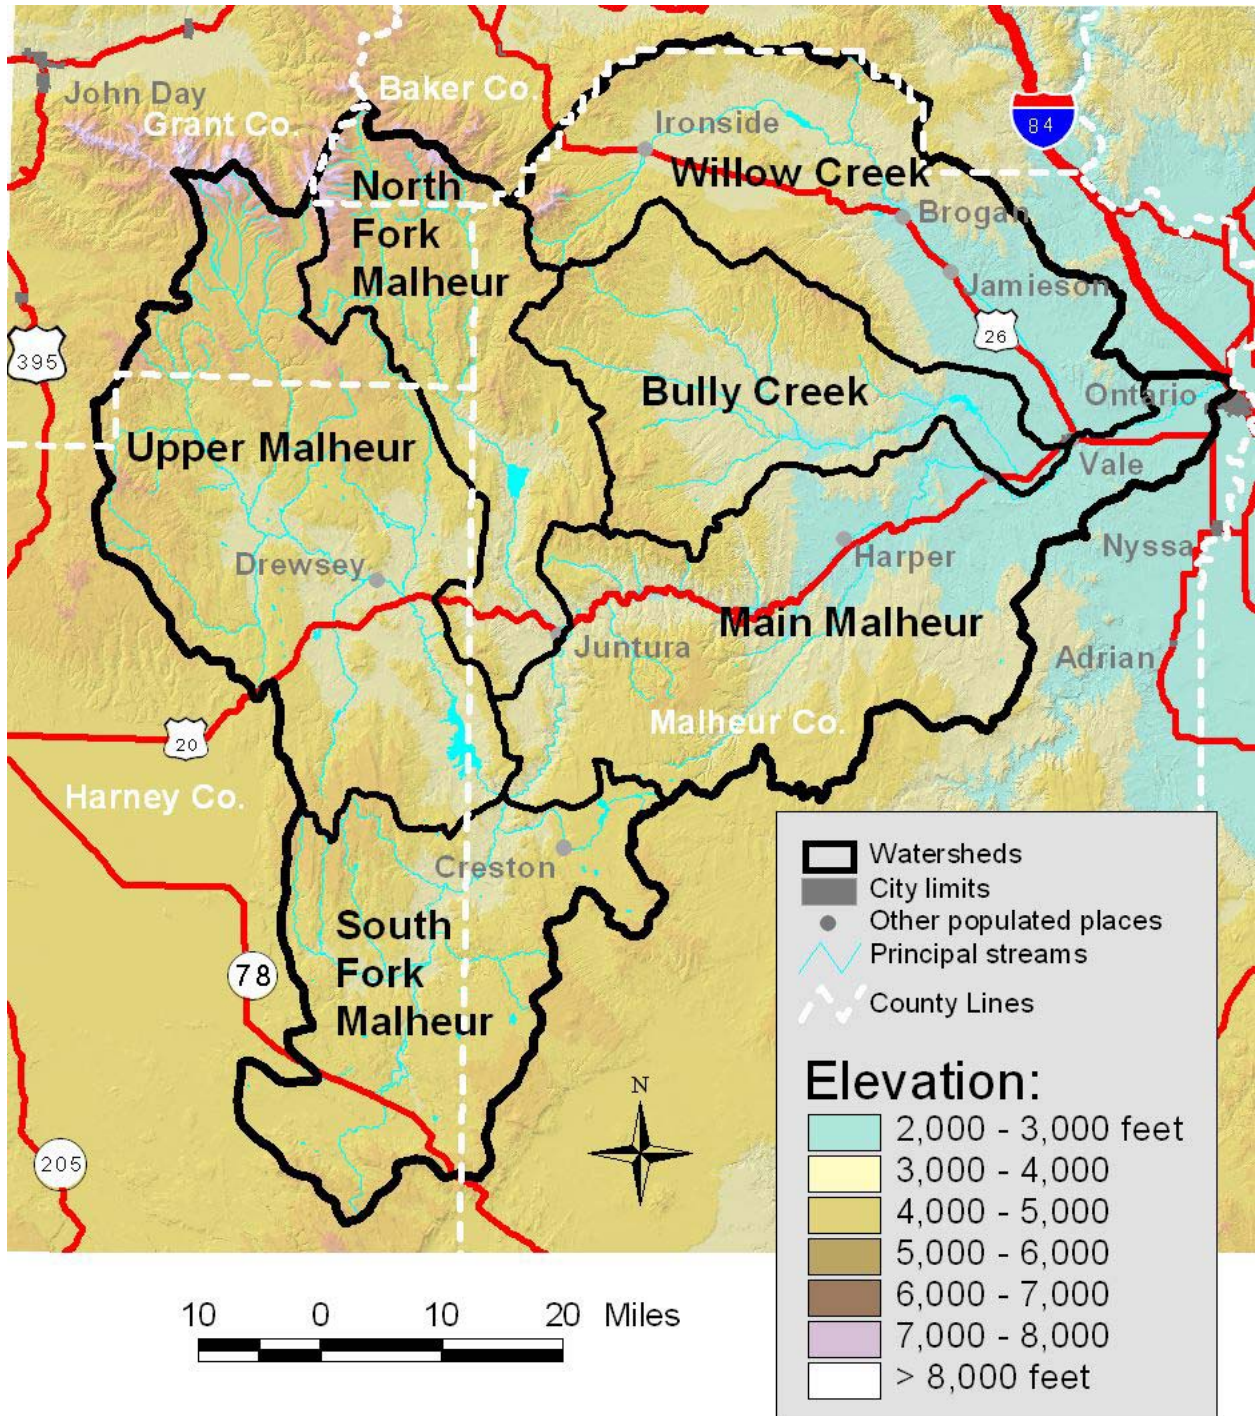 John Day
Grant Co.
Baker Co.
Ironside
84
Willow Creek
North
Fork
Malheur
Brogan
Jamieson
26
395
Bully Creek
Ontario
Upper Malheur
Vale
Drewsey
Harper
Nyssa
Main Malheur
Juntura
Adrian
Malheur Co.
20
Harney Co.
Creston
South
Fork
Malheur
78
205
N
Watersheds
City limits
Other populated places
Principal streams
County Lines
Elevation:
2,000 - 3,000 feet
3,000 - 4,000
4,000 - 5,000
5,000 - 6,000
6,000 - 7,000
7,000 - 8,000
> 8,000 feet
10 0 10 20 Miles